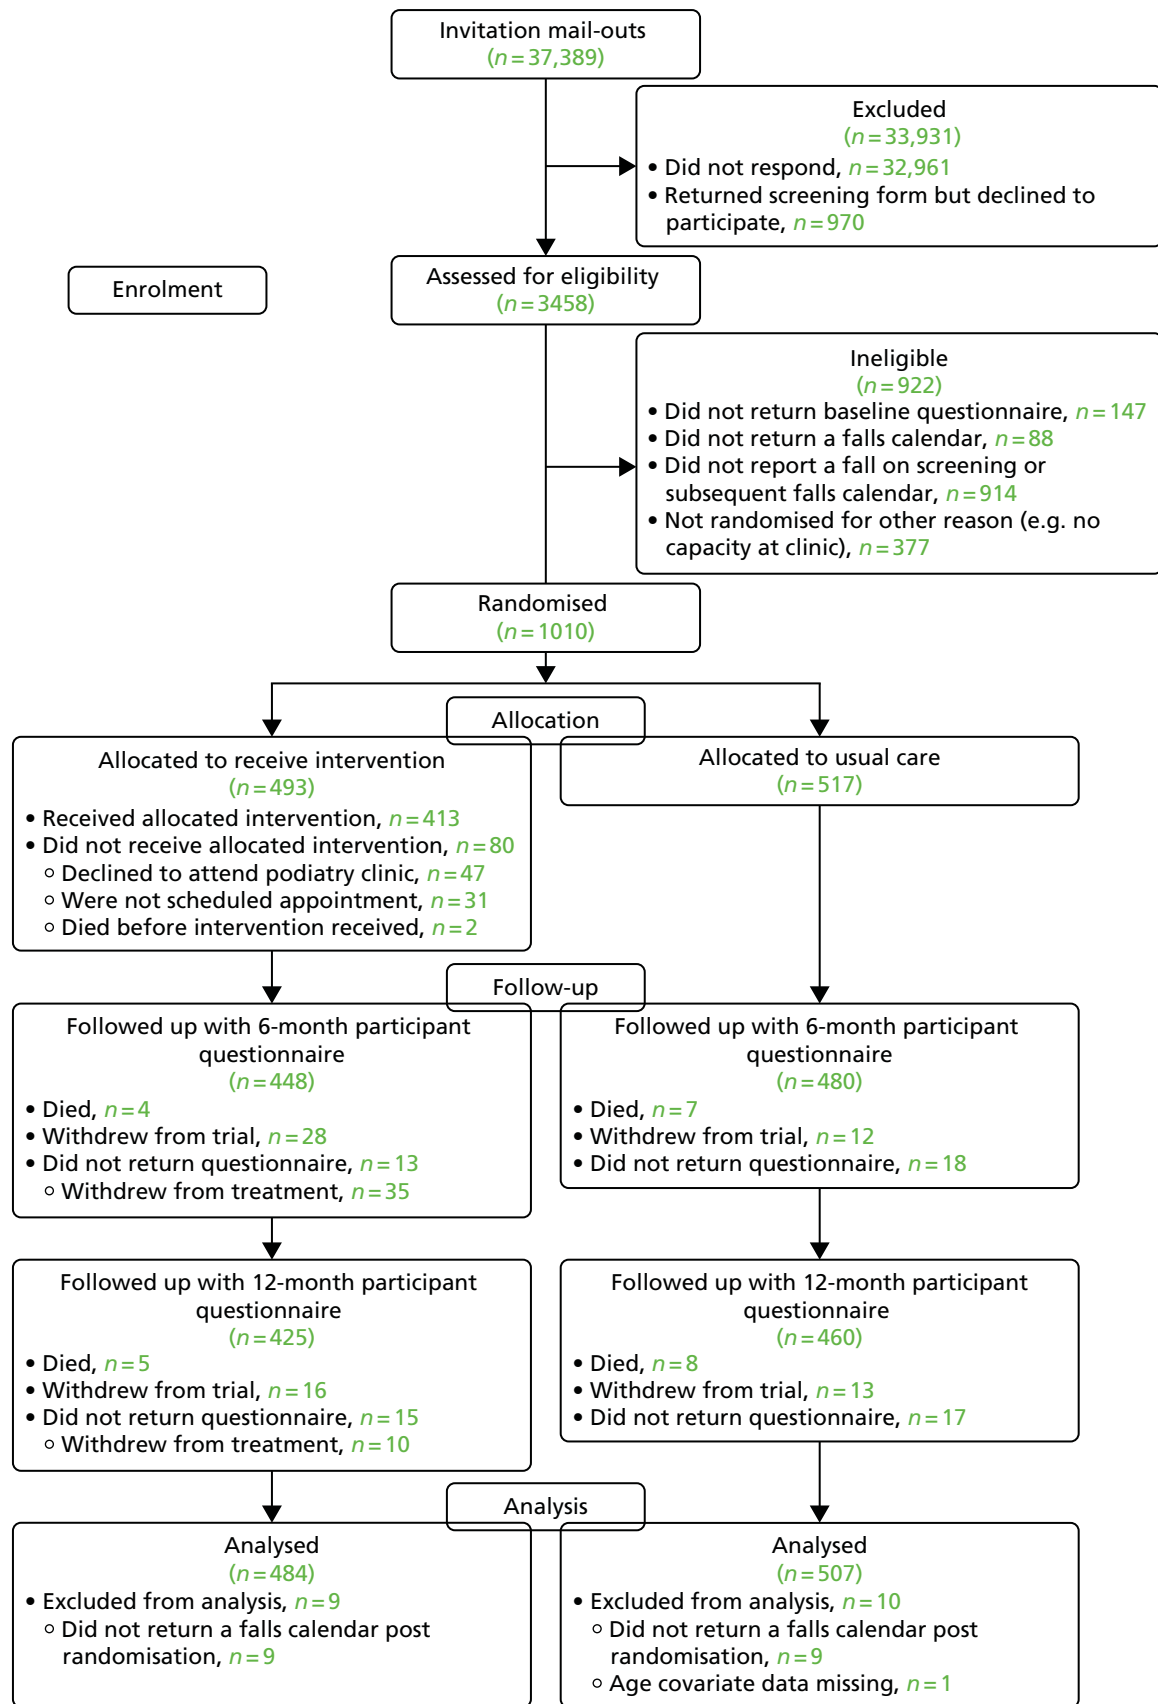 Invitation mail-outs
(n=37,389)
Excluded
(n=33,931)
• Did not respond, n=32,961
• Returned screening form but declined to
participate, n=970
Enrolment
Assessed for eligibility
(n=3458)
Ineligible
(n=922)
• Did not return baseline questionnaire, n=147
• Did not return a falls calendar, n=88
• Did not report a fall on screening or
subsequent falls calendar, n=914
• Not randomised for other reason (e.g. no
capacity at clinic), n=377
Randomised
(n=1010)
Allocation
Allocated to receive intervention
(n=493)
• Received allocated intervention, n=413
• Did not receive allocated intervention, n=80
○ Declined to attend podiatry clinic, n=47
○ Were not scheduled appointment, n=31
○ Died before intervention received, n=2
Allocated to usual care
(n=517)
Follow-up
Followed up with 6-month participant
questionnaire
(n=448)
• Died, n=4
• Withdrew from trial, n=28
• Did not return questionnaire, n=13
○ Withdrew from treatment, n=35
Followed up with 6-month participant
questionnaire
(n=480)
• Died, n=7
• Withdrew from trial, n=12
• Did not return questionnaire, n=18
Followed up with 12-month participant
questionnaire
(n=425)
• Died, n=5
• Withdrew from trial, n=16
• Did not return questionnaire, n=15
○ Withdrew from treatment, n=10
Followed up with 12-month participant
questionnaire
(n=460)
• Died, n=8
• Withdrew from trial, n=13
• Did not return questionnaire, n=17
Analysis
Analysed
(n=484)
• Excluded from analysis, n=9
○ Did not return a falls calendar post
randomisation, n=9
Analysed
(n=507)
• Excluded from analysis, n=10
○ Did not return a falls calendar post
randomisation, n=9
○ Age covariate data missing, n=1